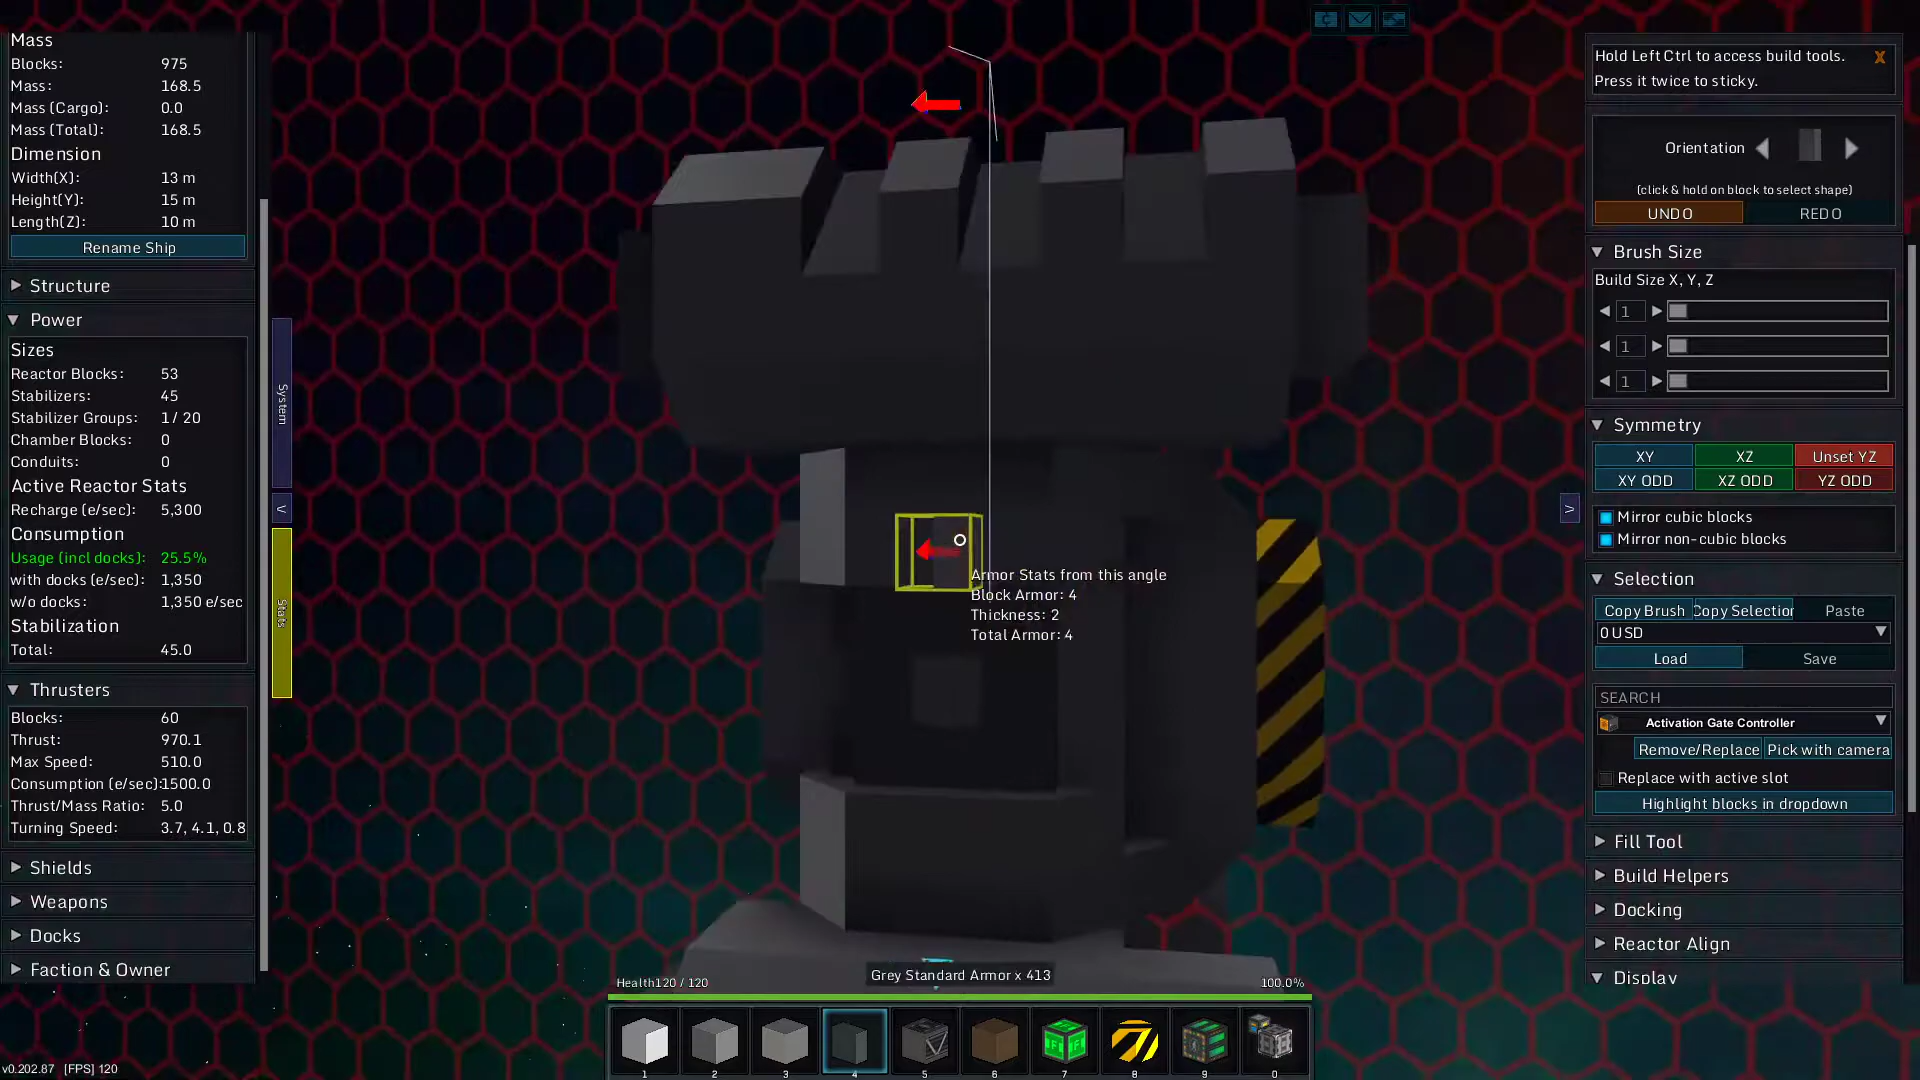 Mass
Blocks: 975
Mass: 168.5
Mass (Cargo): 0.0
Mass (Total): 168.5
Dimension
Width(X): 13 m
Height(Y): 15 m
Length(Z): 10 m
Rename Ship
Structure
Power
Sizes
Reactor Blocks: 53
Stabilizers: 45
Stabilizer Groups: 1 / 20
Chamber Blocks: 0
Conduits: 0
Active Reactor Stats
Recharge (e/sec): 5,300
Consumption
Usage (incl docks): 25.5%
with docks (e/sec): 1,350
w/o docks: 1,350 e/sec
Stabilization
Total: 45.0
Thrusters
Blocks: 60
Thrust: 970.1
Max Speed: 510.0
Consumption (e/sec):1500.0
Thrust/Mass Ratio: 5.0
Turning Speed: 3.7, 4.1, 0.8
Shields
Weapons
Docks
Faction & Owner
v0.202.87 [FPS] 120
System
V
Stats
Armor Stats from this angle
Block Armor: 4
Thickness: 2
Total Armor: 4
Grey Standard Armor x 413
Health120 / 120
100.0%
1 2 3 4 5 6 7 8 9 0
Hold Left Ctrl to access build tools. X
Press it twice to sticky.
Orientation
(click & hold on block to select shape)
UNDO REDO
Brush Size
Build Size X, Y, Z
1
1
1
Symmetry
XY XZ Unset YZ
XY ODD XZ ODD YZ ODD
Mirror cubic blocks
Mirror non-cubic blocks
Selection
Copy Brush Copy Selection Paste
0 USD
Load Save
SEARCH
Activation Gate Controller
Remove/Replace Pick with camera
Replace with active slot
Highlight blocks in dropdown
Fill Tool
Build Helpers
Docking
Reactor Align
Display